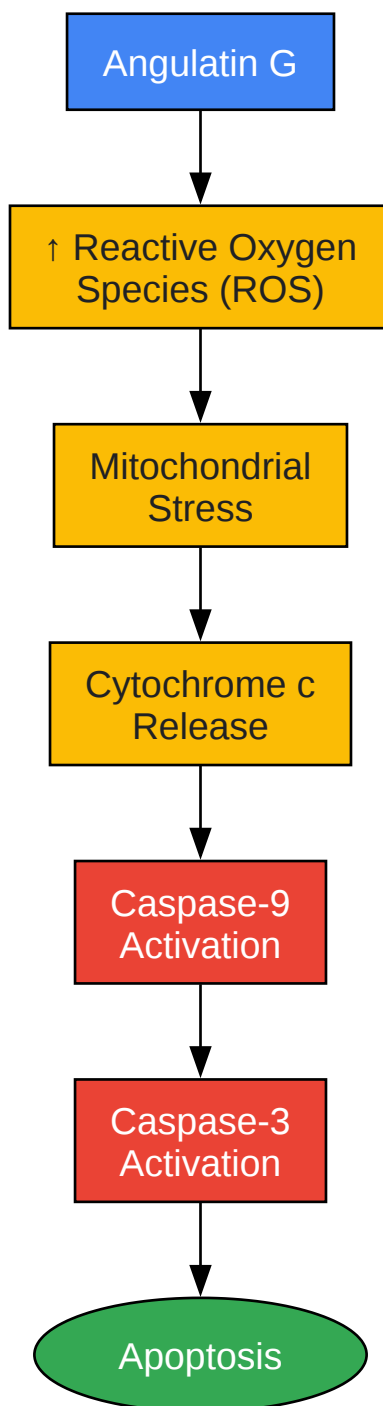 Angulatin G
↑ Reactive Oxygen
Species (ROS)
Mitochondrial
Stress
Cytochrome c
Release
Caspase-9
Activation
Caspase-3
Activation
Apoptosis